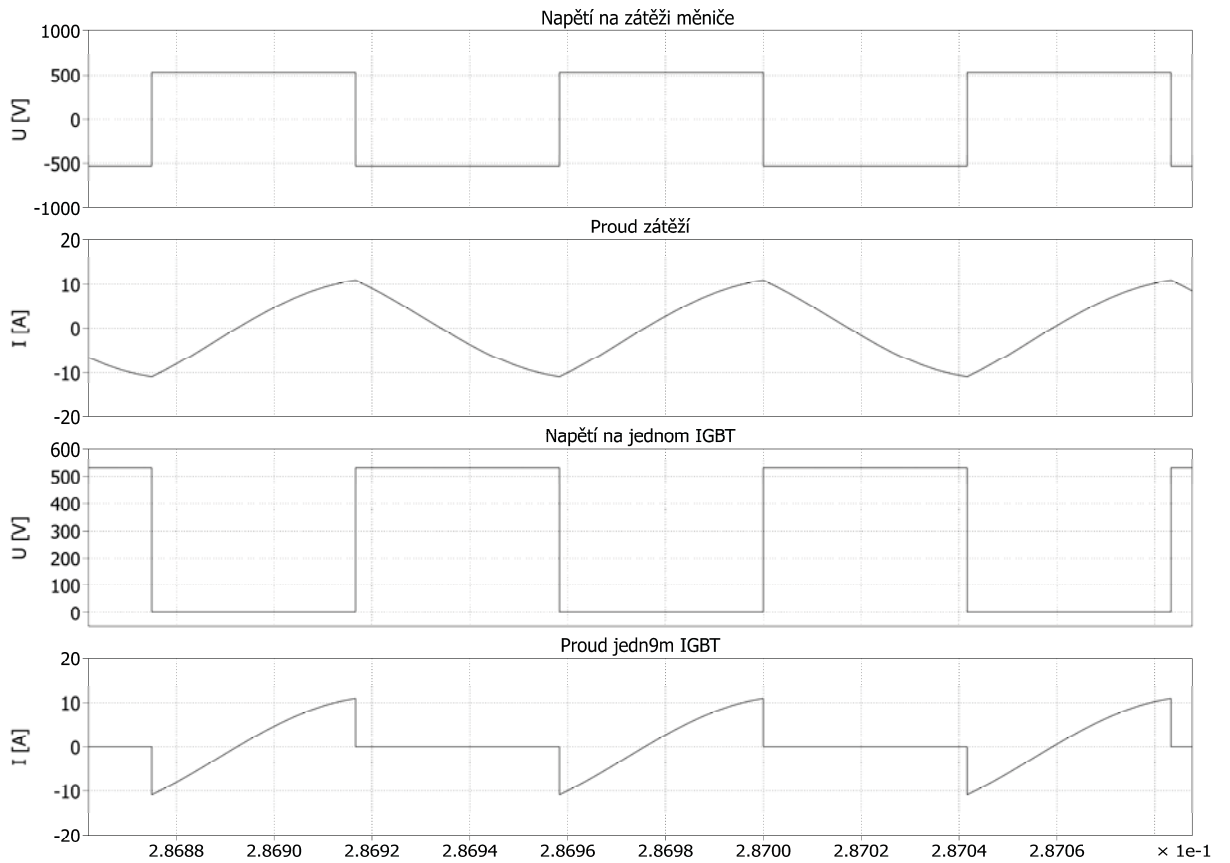 Napětí na zátěži měniče
1000
500
0
-500
-1000
U [V]
Proud zátěží
20
10
0
-10
-20
I [A]
Napětí na jednom IGBT
600
500
400
300
200
100
0
U [V]
Proud jedn9m IGBT
20
10
0
-10
-20
I [A]
2.8688 2.8690 2.8692 2.8694 2.8696 2.8698 2.8700 2.8702 2.8704 2.8706 × 1e-1